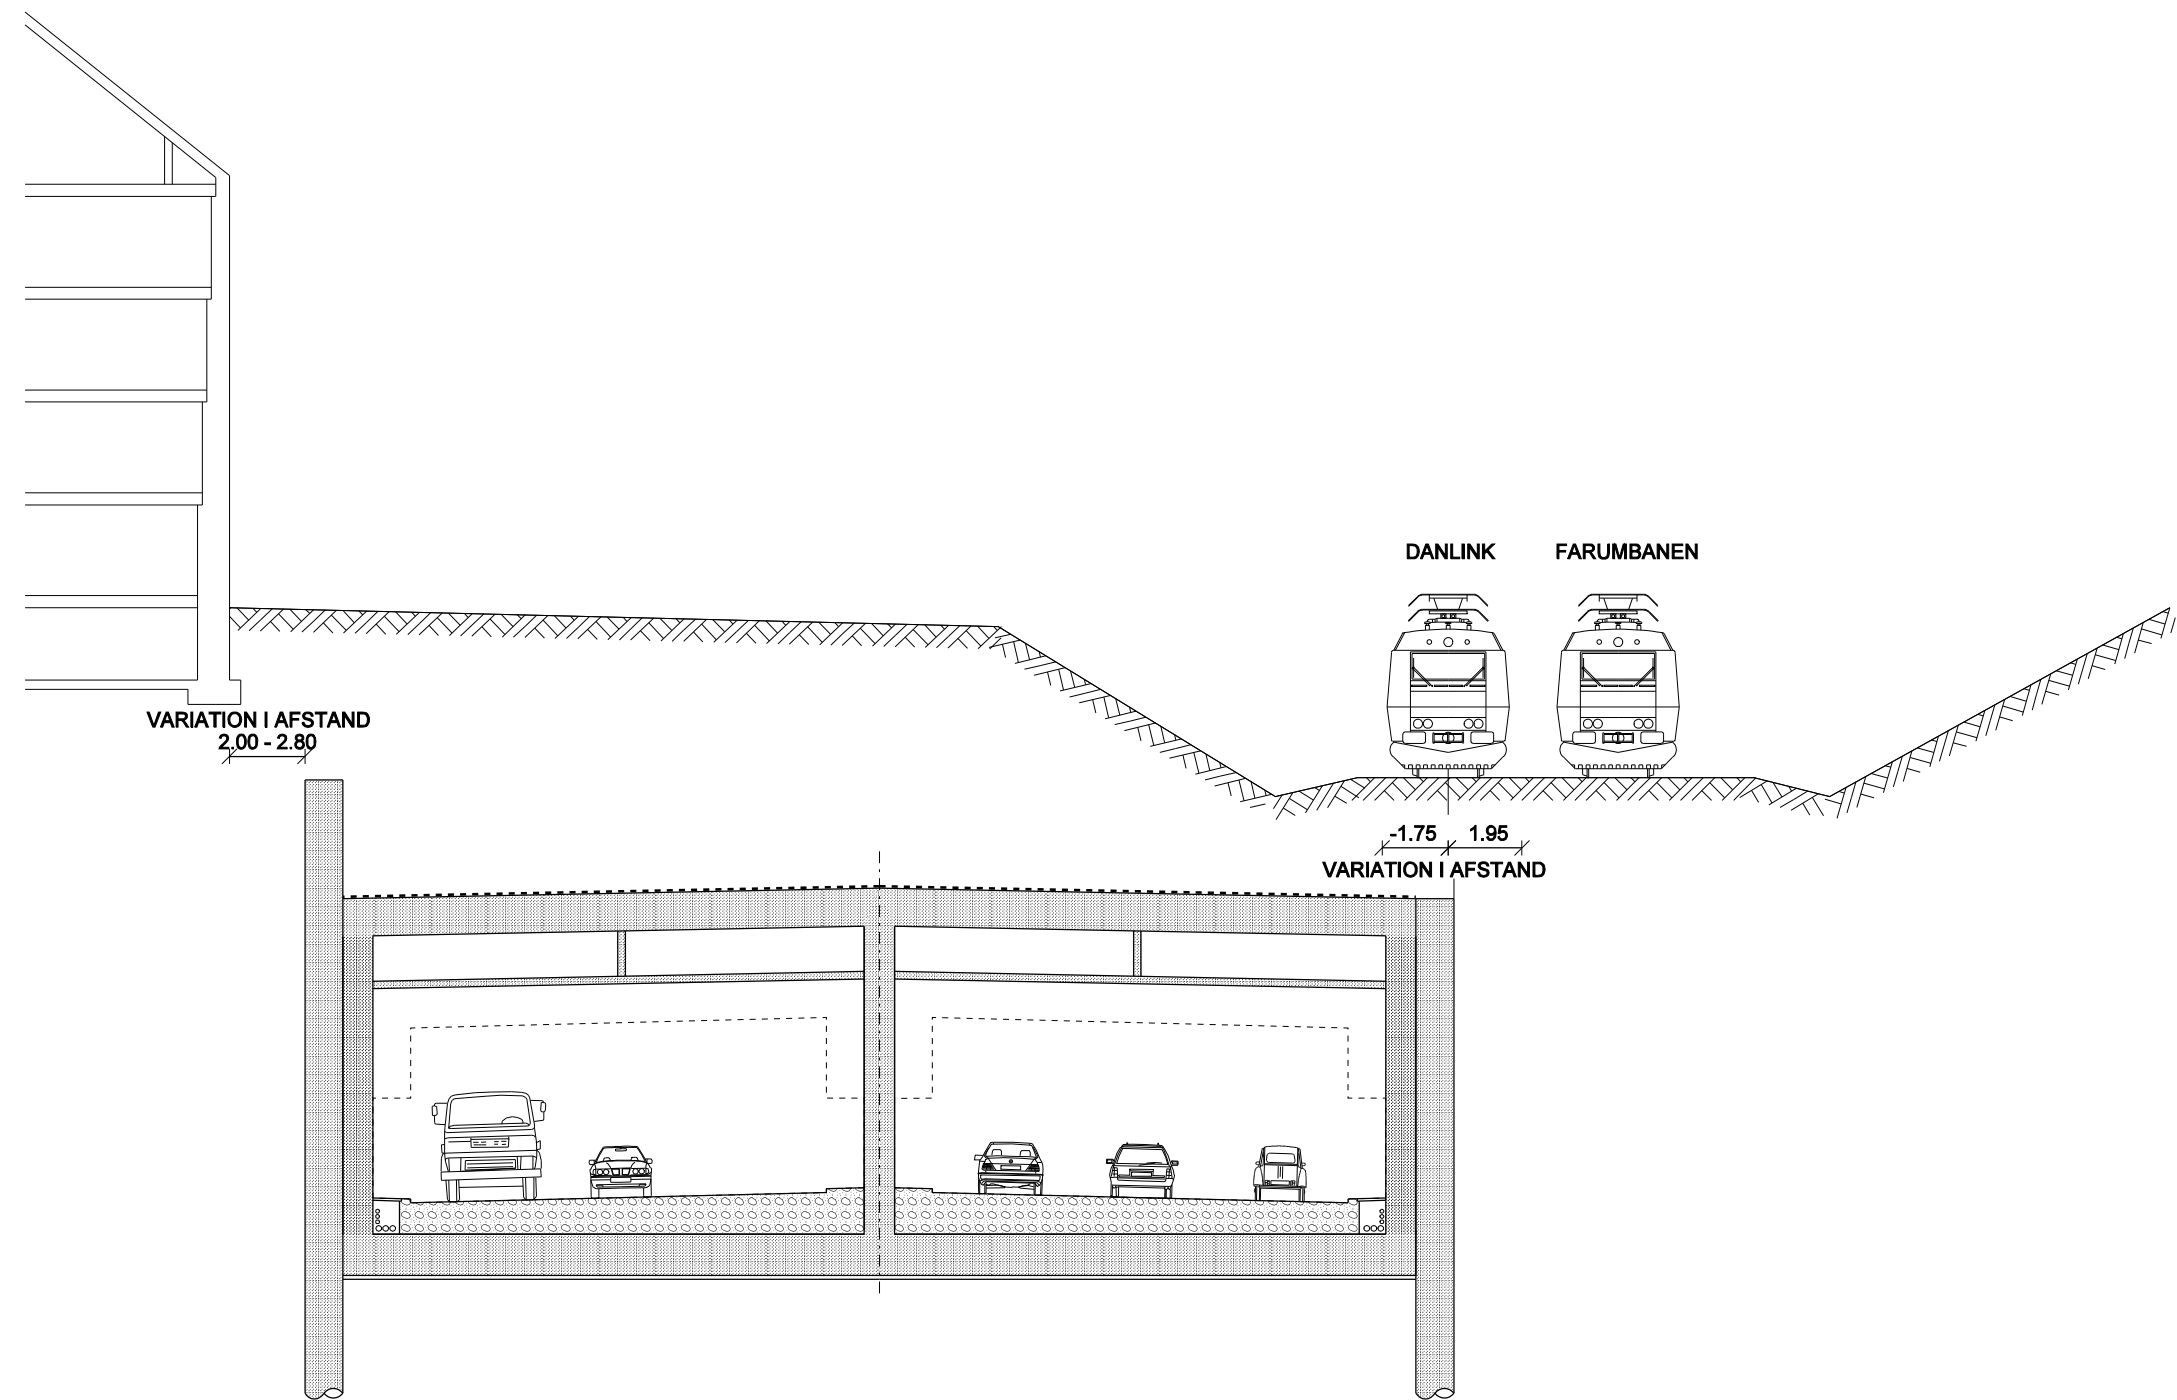 DANLINK
FARUMBANEN
VARIATION I AFSTAND
2.00 - 2.80
-1.75
1.95
VARIATION I AFSTAND